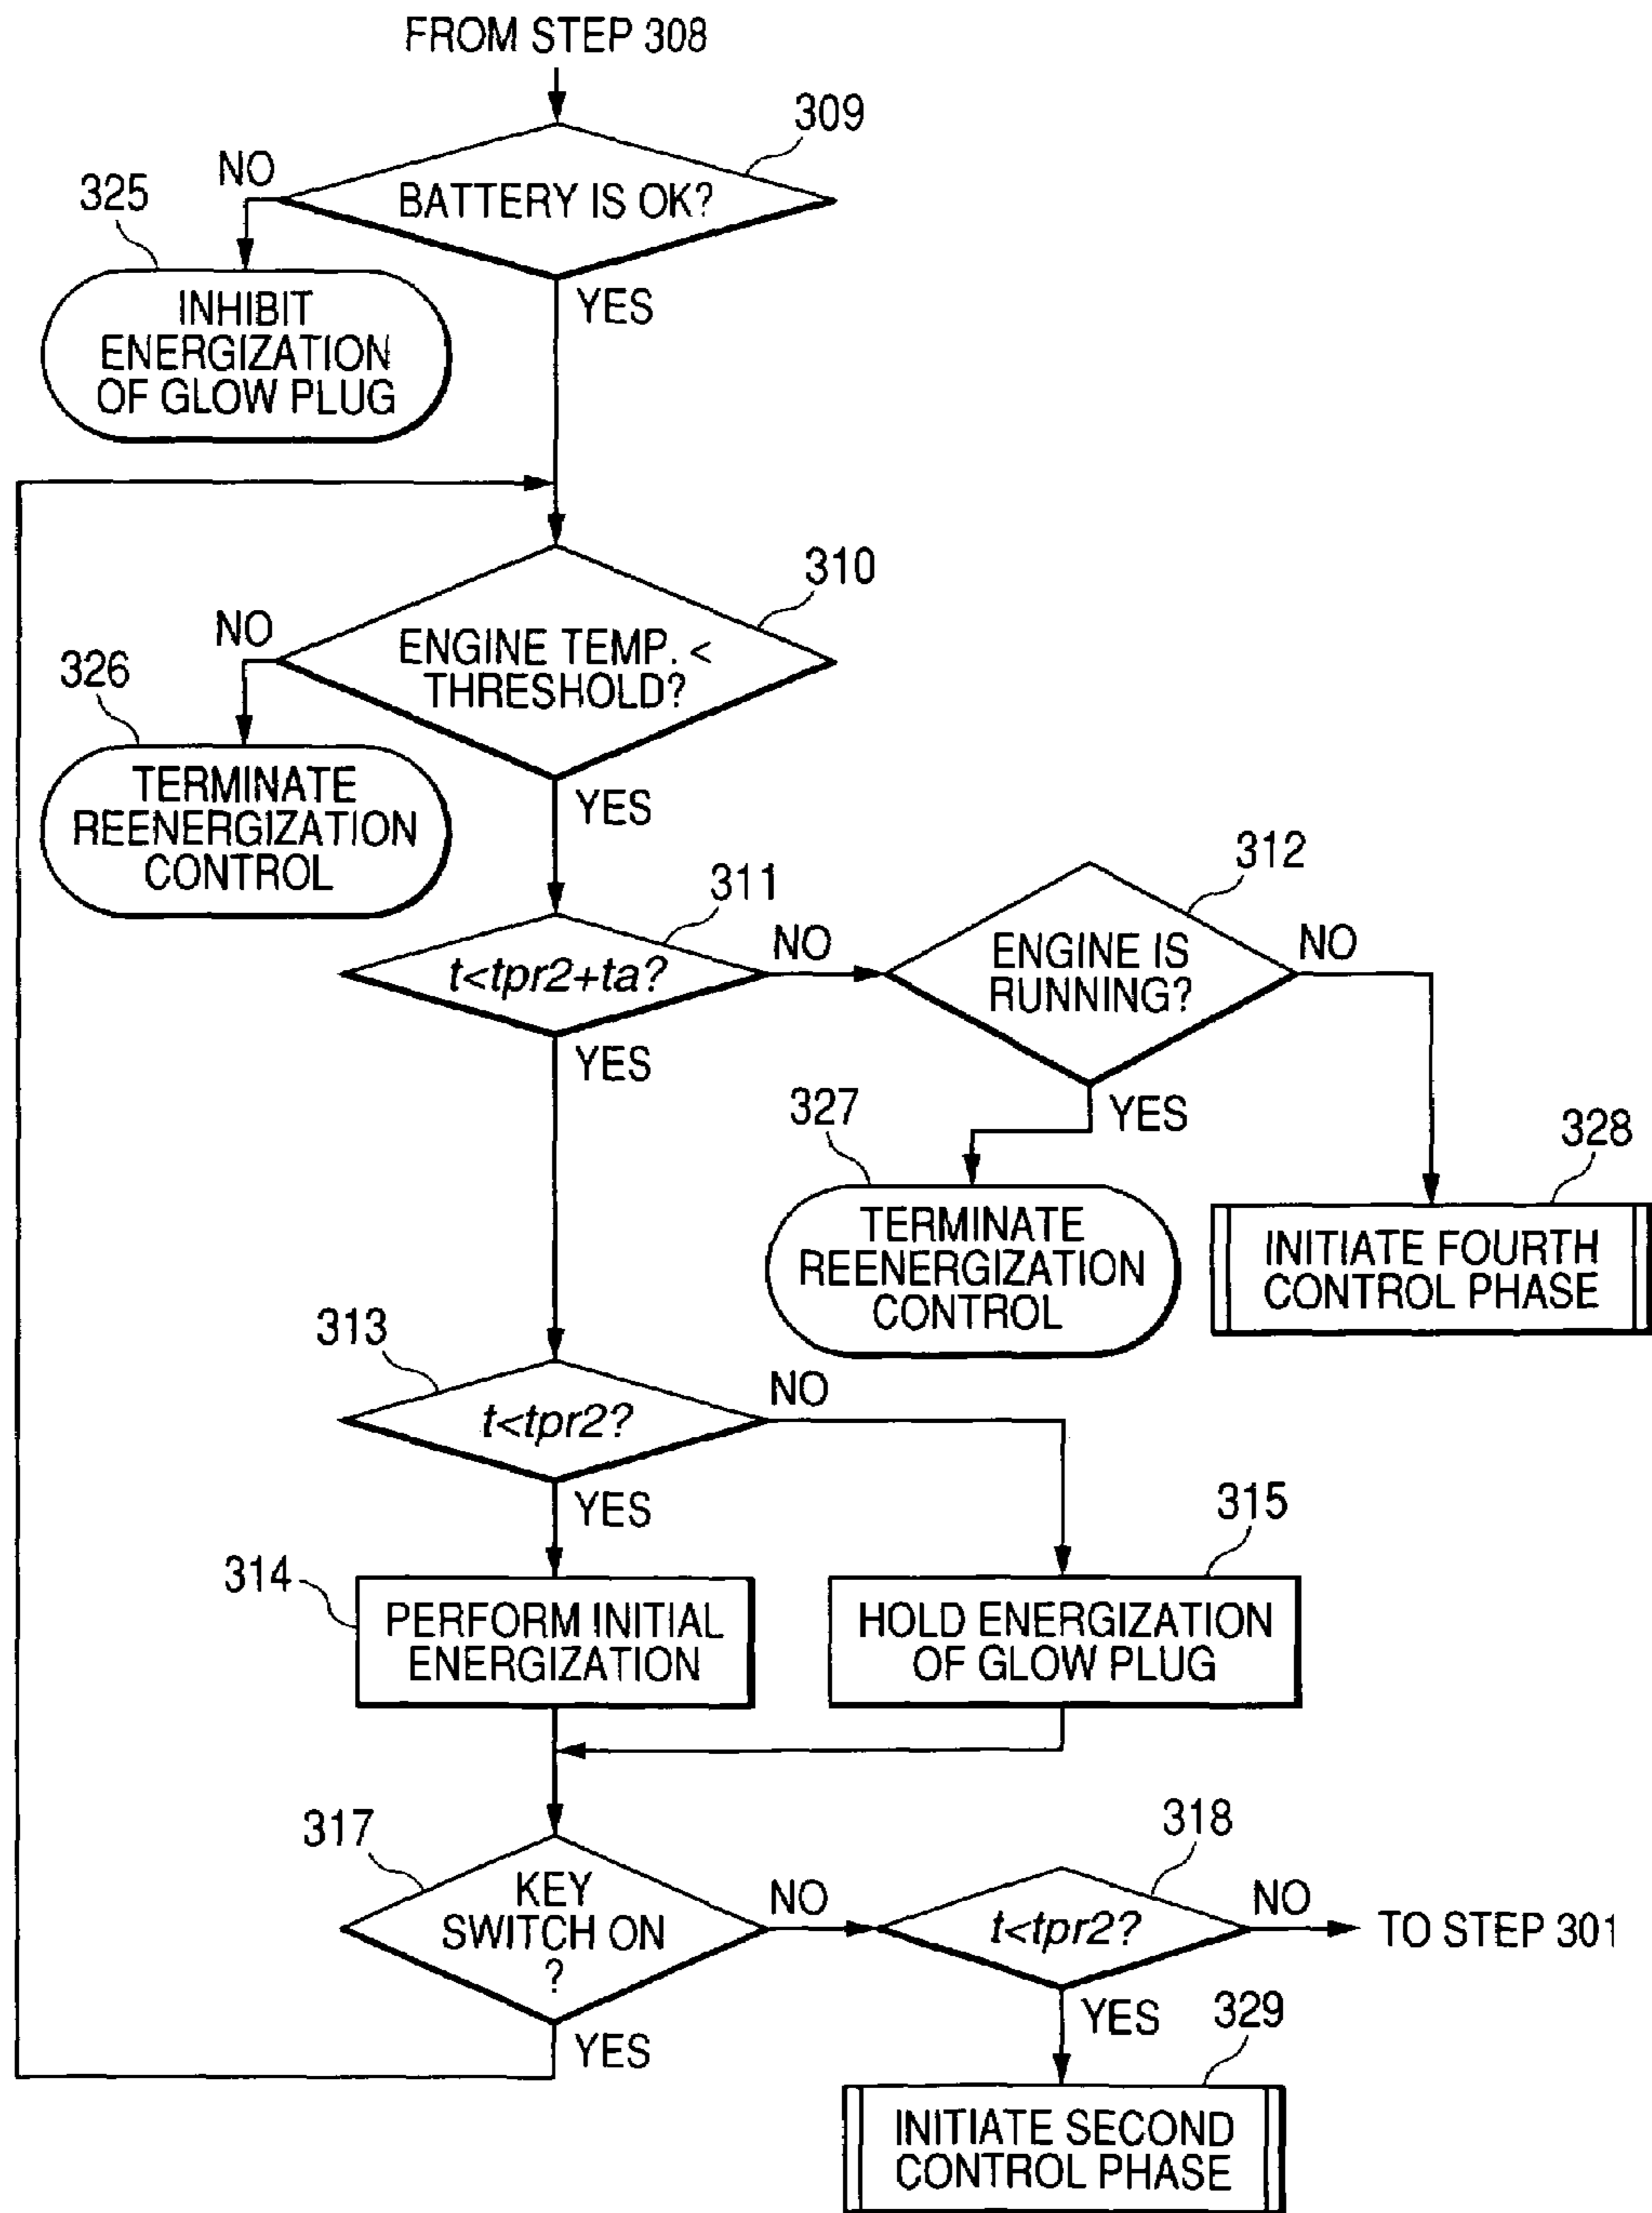 FROM STEP 308
309
NO
BATTERY IS OK?
325
YES
INHIBIT
ENERGIZATION
OF GLOW PLUG
310
NO
ENGINE TEMP. <
THRESHOLD?
326
YES
TERMINATE
REENERGIZATION
CONTROL
311
312
t<tpr2+ta?
NO
ENGINE IS
RUNNING?
NO
YES
327
YES
328
TERMINATE
REENERGIZATION
CONTROL
INITIATE FOURTH
CONTROL PHASE
313
NO
t<tpr2?
YES
315
314
PERFORM INITIAL
ENERGIZATION
HOLD ENERGIZATION
OF GLOW PLUG
317
318
KEY
SWITCH ON
?
NO
t<tpr2?
NO
TO STEP 301
YES
YES
329
INITIATE SECOND
CONTROL PHASE